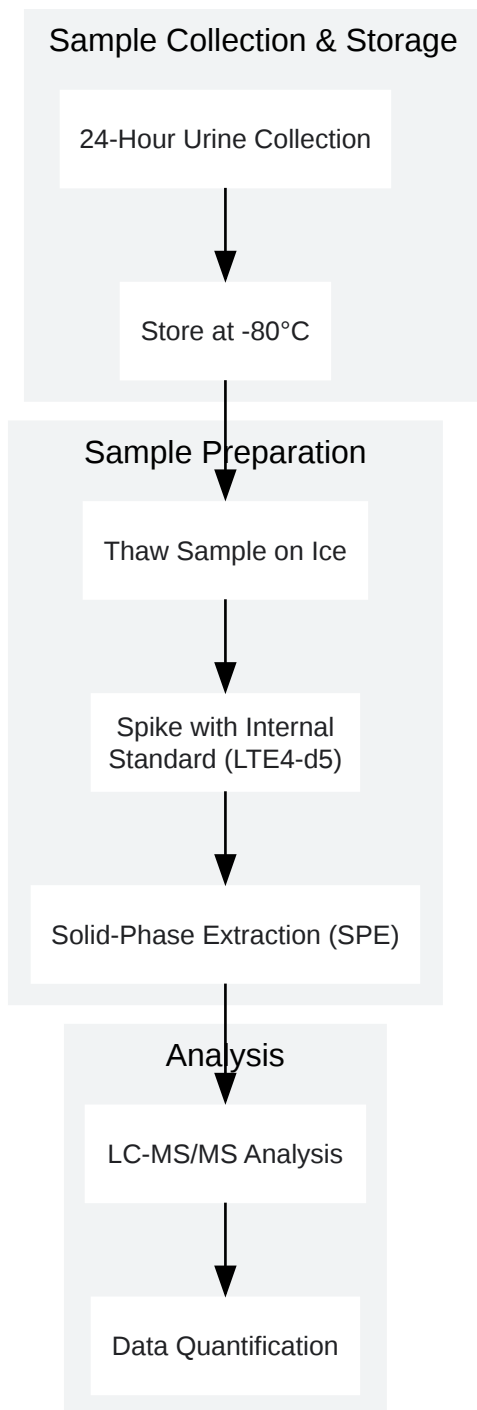 Sample Collection & Storage
24-Hour Urine Collection
Store at -80°C
Sample Preparation
Thaw Sample on Ice
Spike with Internal
Standard (LTE4-d5)
Solid-Phase Extraction (SPE)
Analysis
LC-MS/MS Analysis
Data Quantification